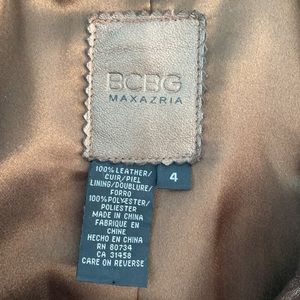 BCBG
MAXAZRIA
4
100% LEATHER/
CUIR/PIEL
LINING/DOUBLURE/
FORRO
100% POLYESTER/
POLIESTER
MADE IN CHINA
FABRIQUÉ EN
CHINE
HECHO EN CHINA
RN 80734
CA 31458
CARE ON REVERSE